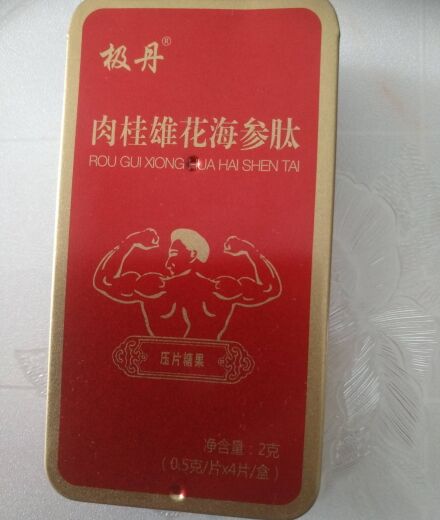 极丹®
肉桂雄花海参肽
ROU GUI XIONG HUA HAI SHEN TAI
压片糖果
净含量：2克
（0.5克/片x4片/盒）